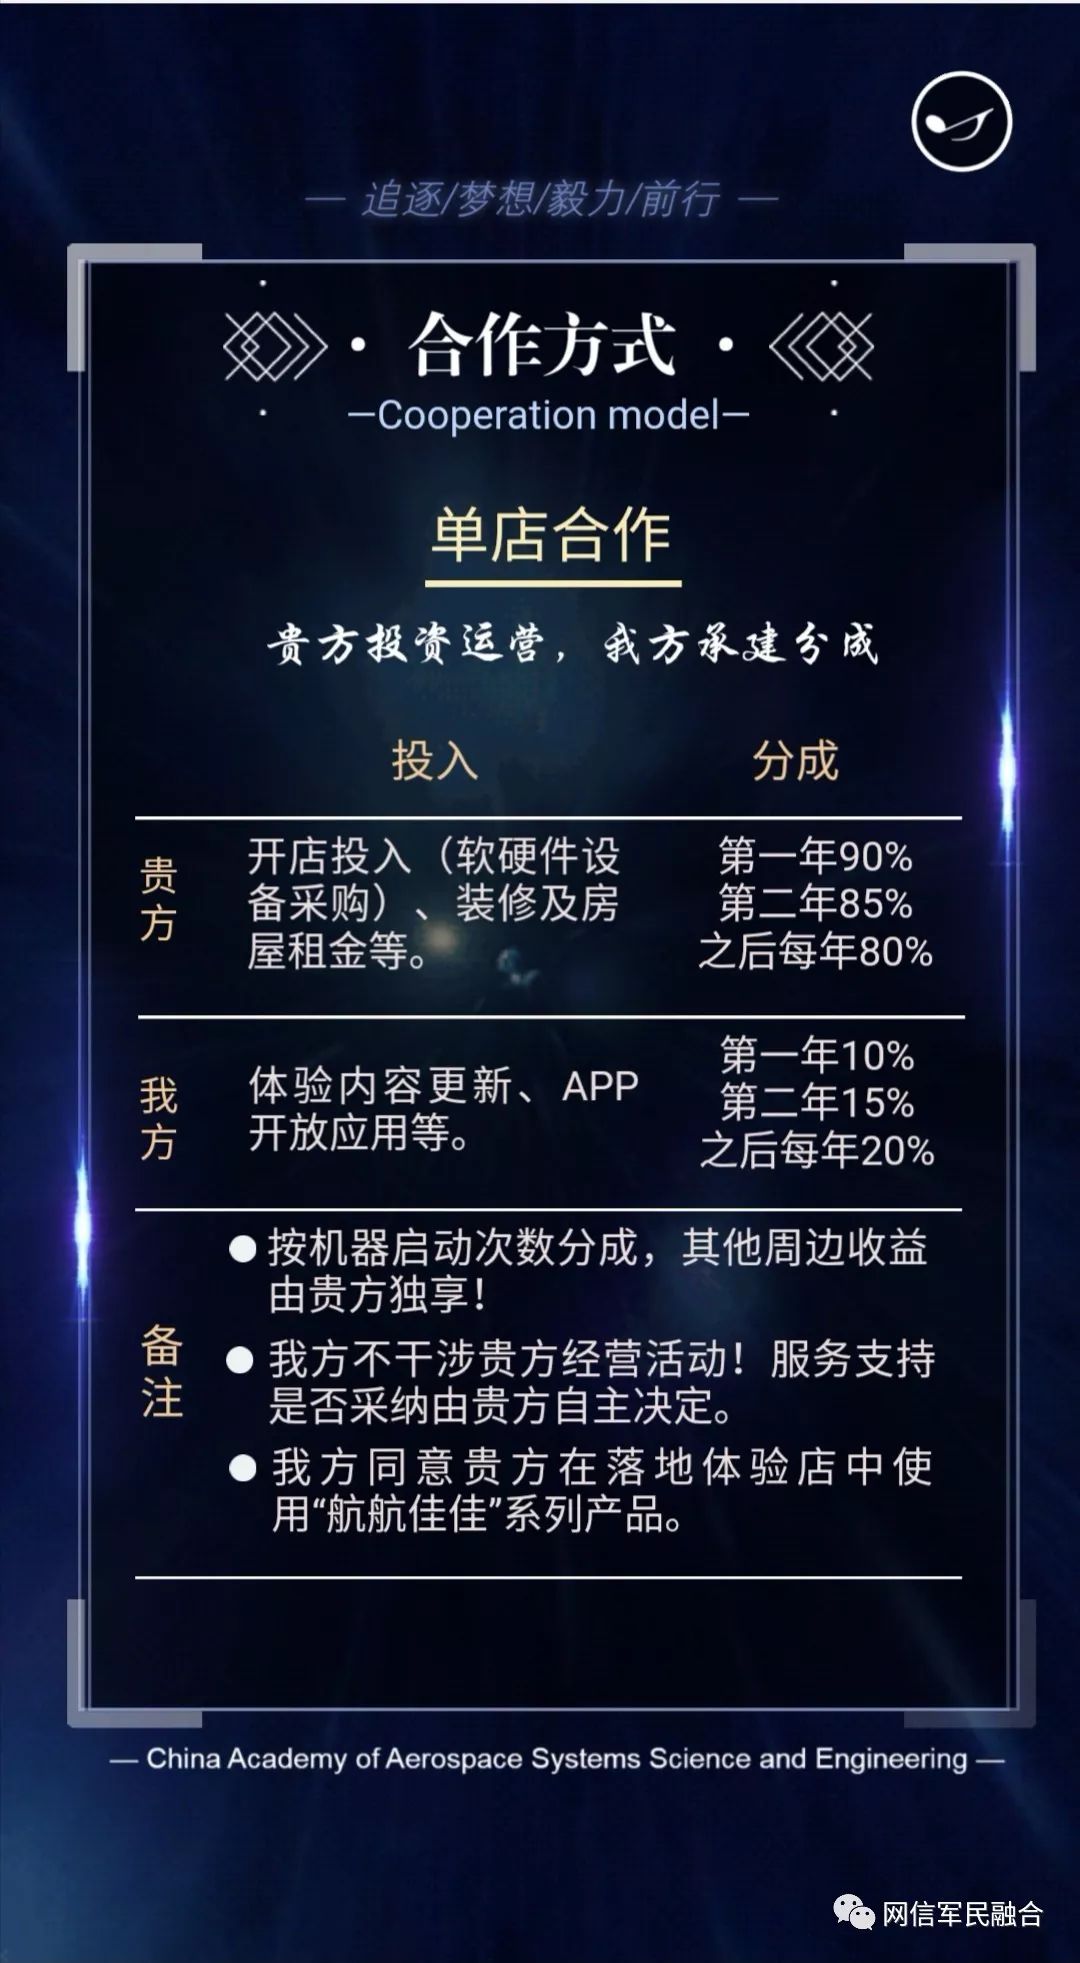 — 追逐/梦想/毅力/前行 —
· 合作方式 ·
—Cooperation model—
单店合作
贵方投资运营，我方承建分成
投入 分成
贵方
开店投入（软硬件设
备采购）、装修及房
屋租金等。
第一年90%
第二年85%
之后每年80%
我方
体验内容更新、APP
开放应用等。
第一年10%
第二年15%
之后每年20%
备注
●按机器启动次数分成，其他周边收益
由贵方独享！
●我方不干涉贵方经营活动！服务支持
是否采纳由贵方自主决定。
●我方同意贵方在落地体验店中使
用“航航佳佳”系列产品。
— China Academy of Aerospace Systems Science and Engineering —
网信军民融合